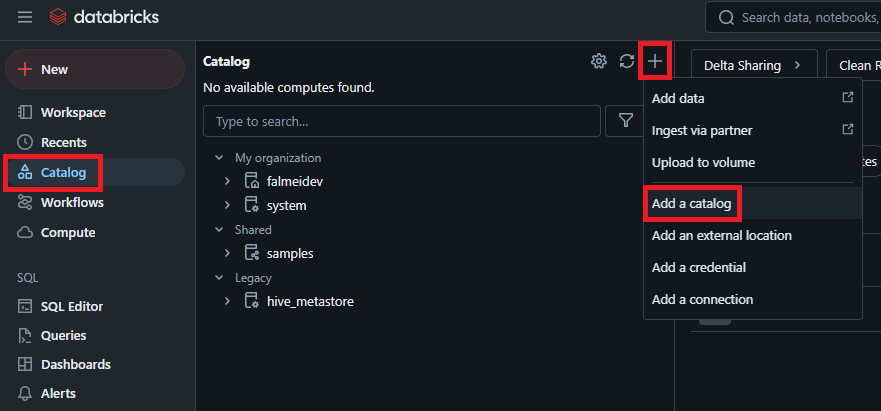 databricks
Search data, notebooks,
New
Workspace
Recents
Catalog
Workflows
Compute
SQL
SQL Editor
Queries
Dashboards
Alerts
Catalog
No available computes found.
Type to search...
My organization
falmeidev
system
Shared
samples
Legacy
hive_metastore
Delta Sharing
Clean R
Add data
Ingest via partner
Upload to volume
Add a catalog
Add an external location
Add a credential
Add a connection
tes